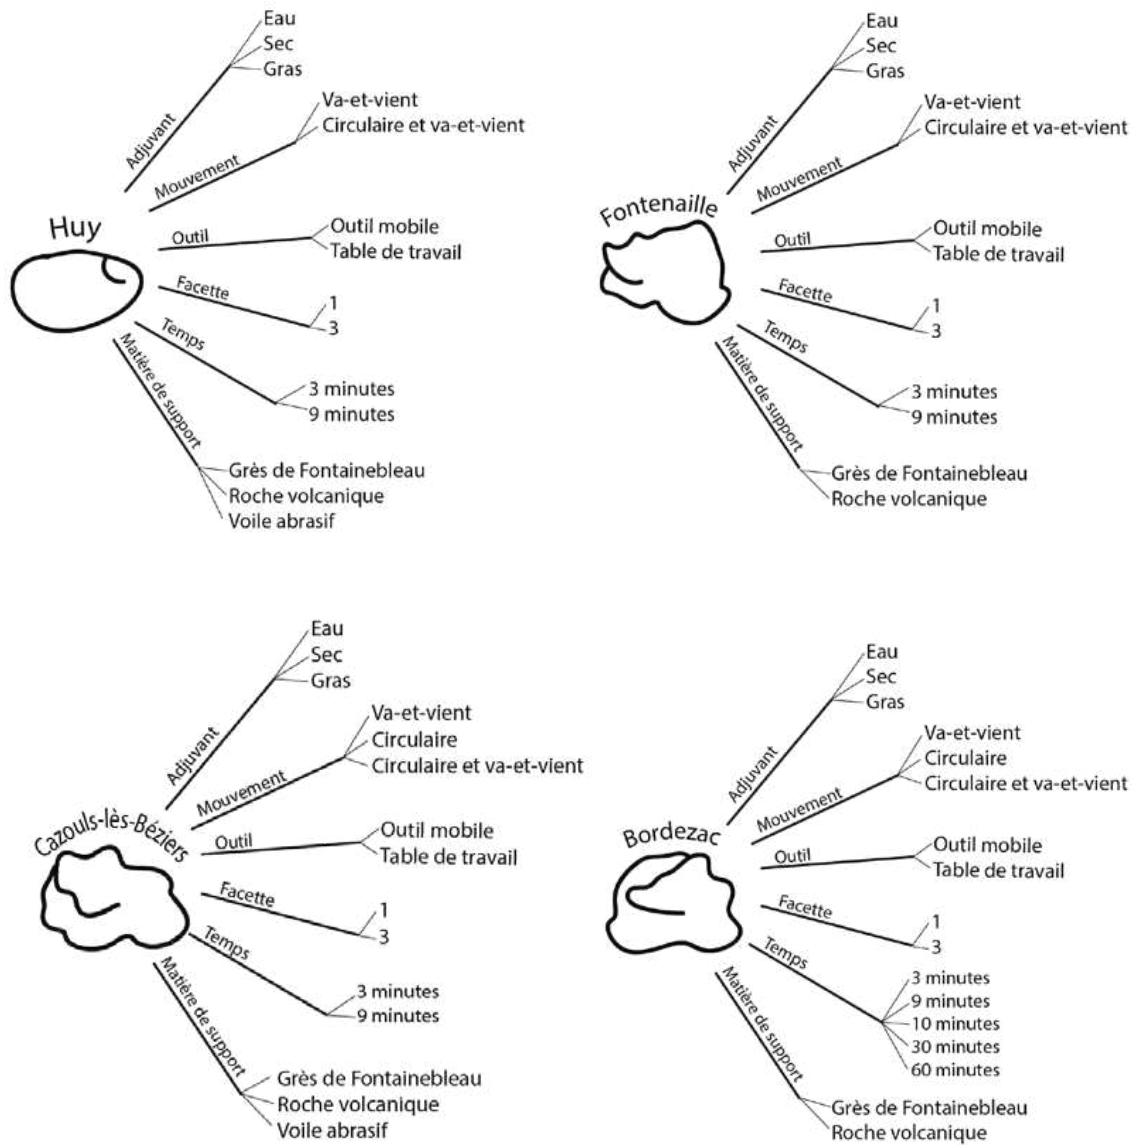 Eau
Sec
Gras
Adjuvant
Va-et-vient
Circulaire et va-et-vient
Mouvement
Huy
Outil
Outil mobile
Table de travail
Facette
1
3
Temps
3 minutes
9 minutes
Matière de support
Grès de Fontainebleau
Roche volcanique
Voile abrasif
Eau
Sec
Gras
Adjuvant
Va-et-vient
Circulaire et va-et-vient
Mouvement
Fontenaille
Outil
Outil mobile
Table de travail
Facette
1
3
Temps
3 minutes
9 minutes
Matière de support
Grès de Fontainebleau
Roche volcanique
Eau
Sec
Gras
Adjuvant
Va-et-vient
Circulaire
Circulaire et va-et-vient
Mouvement
Cazouls-lès-Béziers
Outil
Outil mobile
Table de travail
Facette
1
3
Temps
3 minutes
9 minutes
Matière de support
Grès de Fontainebleau
Roche volcanique
Voile abrasif
Eau
Sec
Gras
Adjuvant
Va-et-vient
Circulaire
Circulaire et va-et-vient
Mouvement
Bordezac
Outil
Outil mobile
Table de travail
Facette
1
3
Temps
3 minutes
9 minutes
10 minutes
30 minutes
60 minutes
Matière de support
Grès de Fontainebleau
Roche volcanique